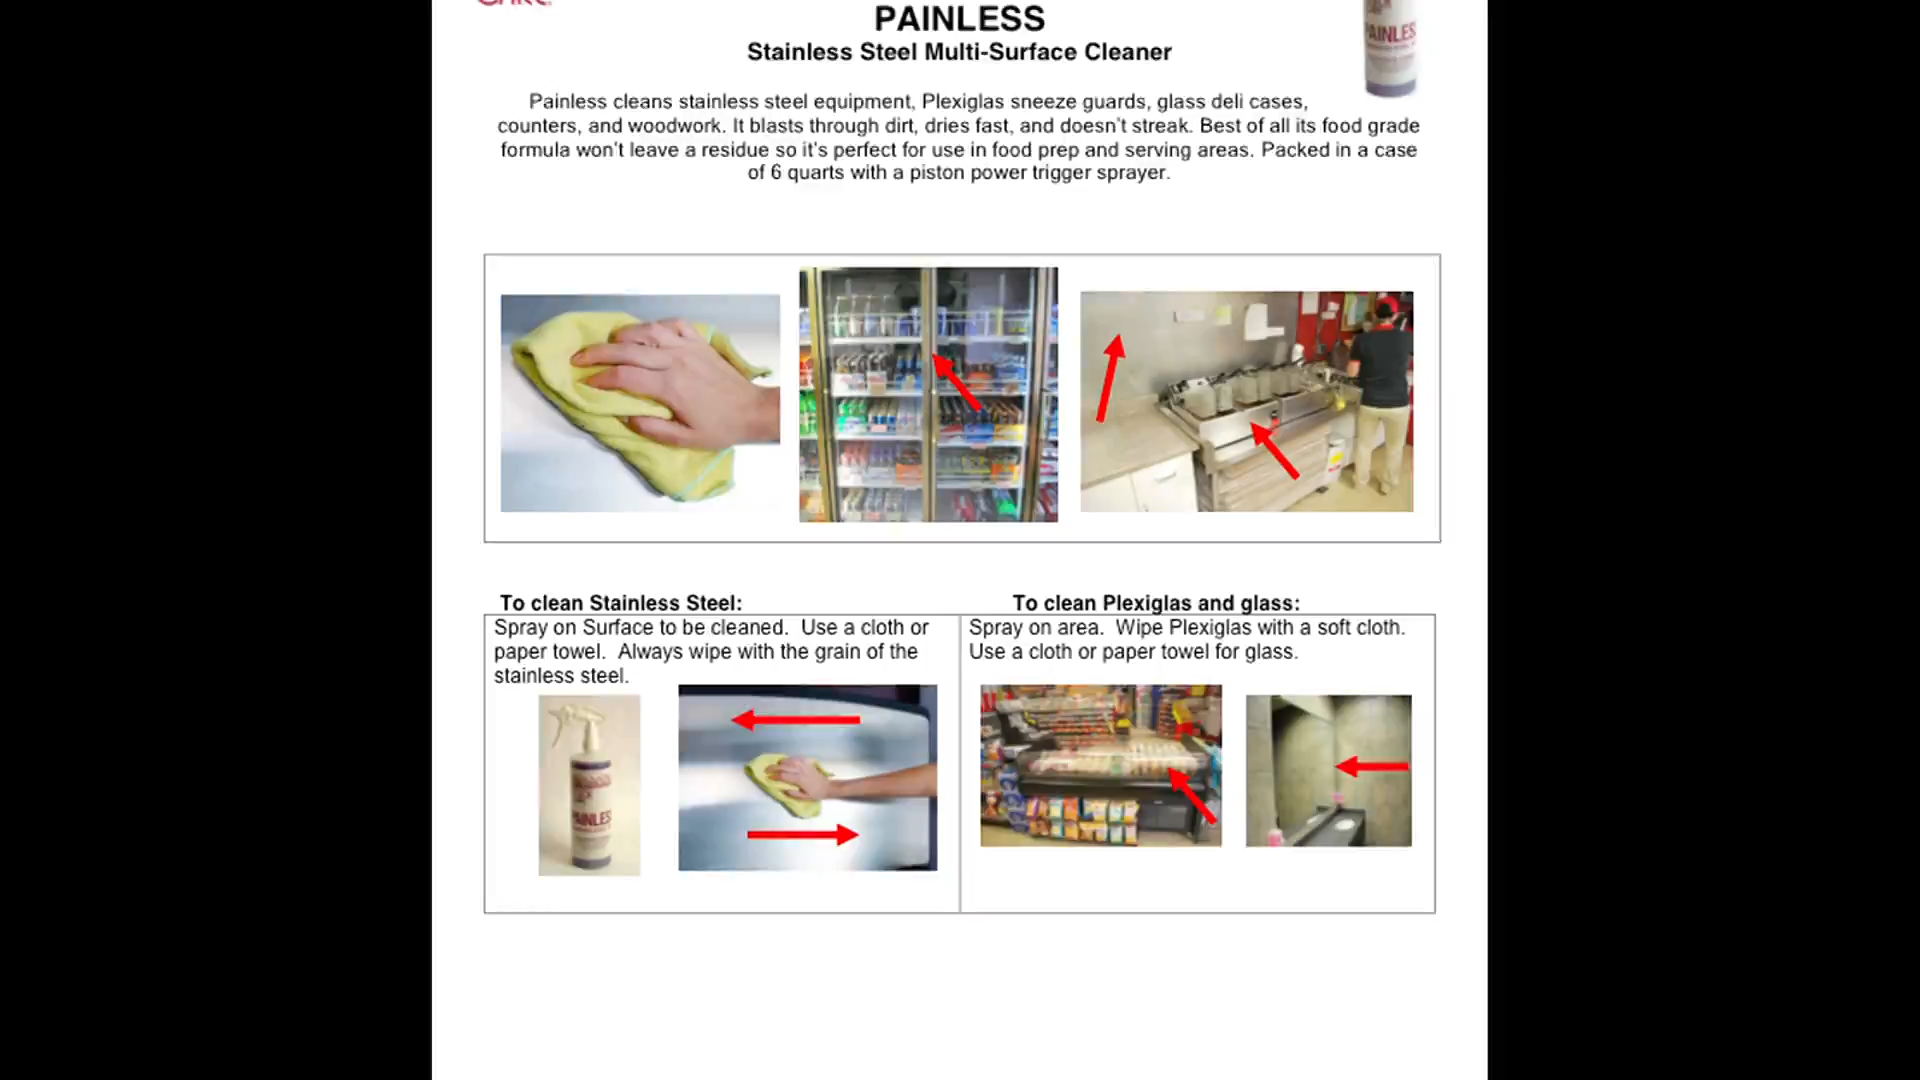 PAINLESS
Stainless Steel Multi-Surface Cleaner
Painless cleans stainless steel equipment, Plexiglas sneeze guards, glass deli cases,
counters, and woodwork. It blasts through dirt, dries fast, and doesn't streak. Best of all its food grade
formula won't leave a residue so it's perfect for use in food prep and serving areas. Packed in a case
of 6 quarts with a piston power trigger sprayer.
To clean Stainless Steel:
To clean Plexiglas and glass:
Spray on Surface to be cleaned. Use a cloth or
paper towel. Always wipe with the grain of the
stainless steel.
Spray on area. Wipe Plexiglas with a soft cloth.
Use a cloth or paper towel for glass.